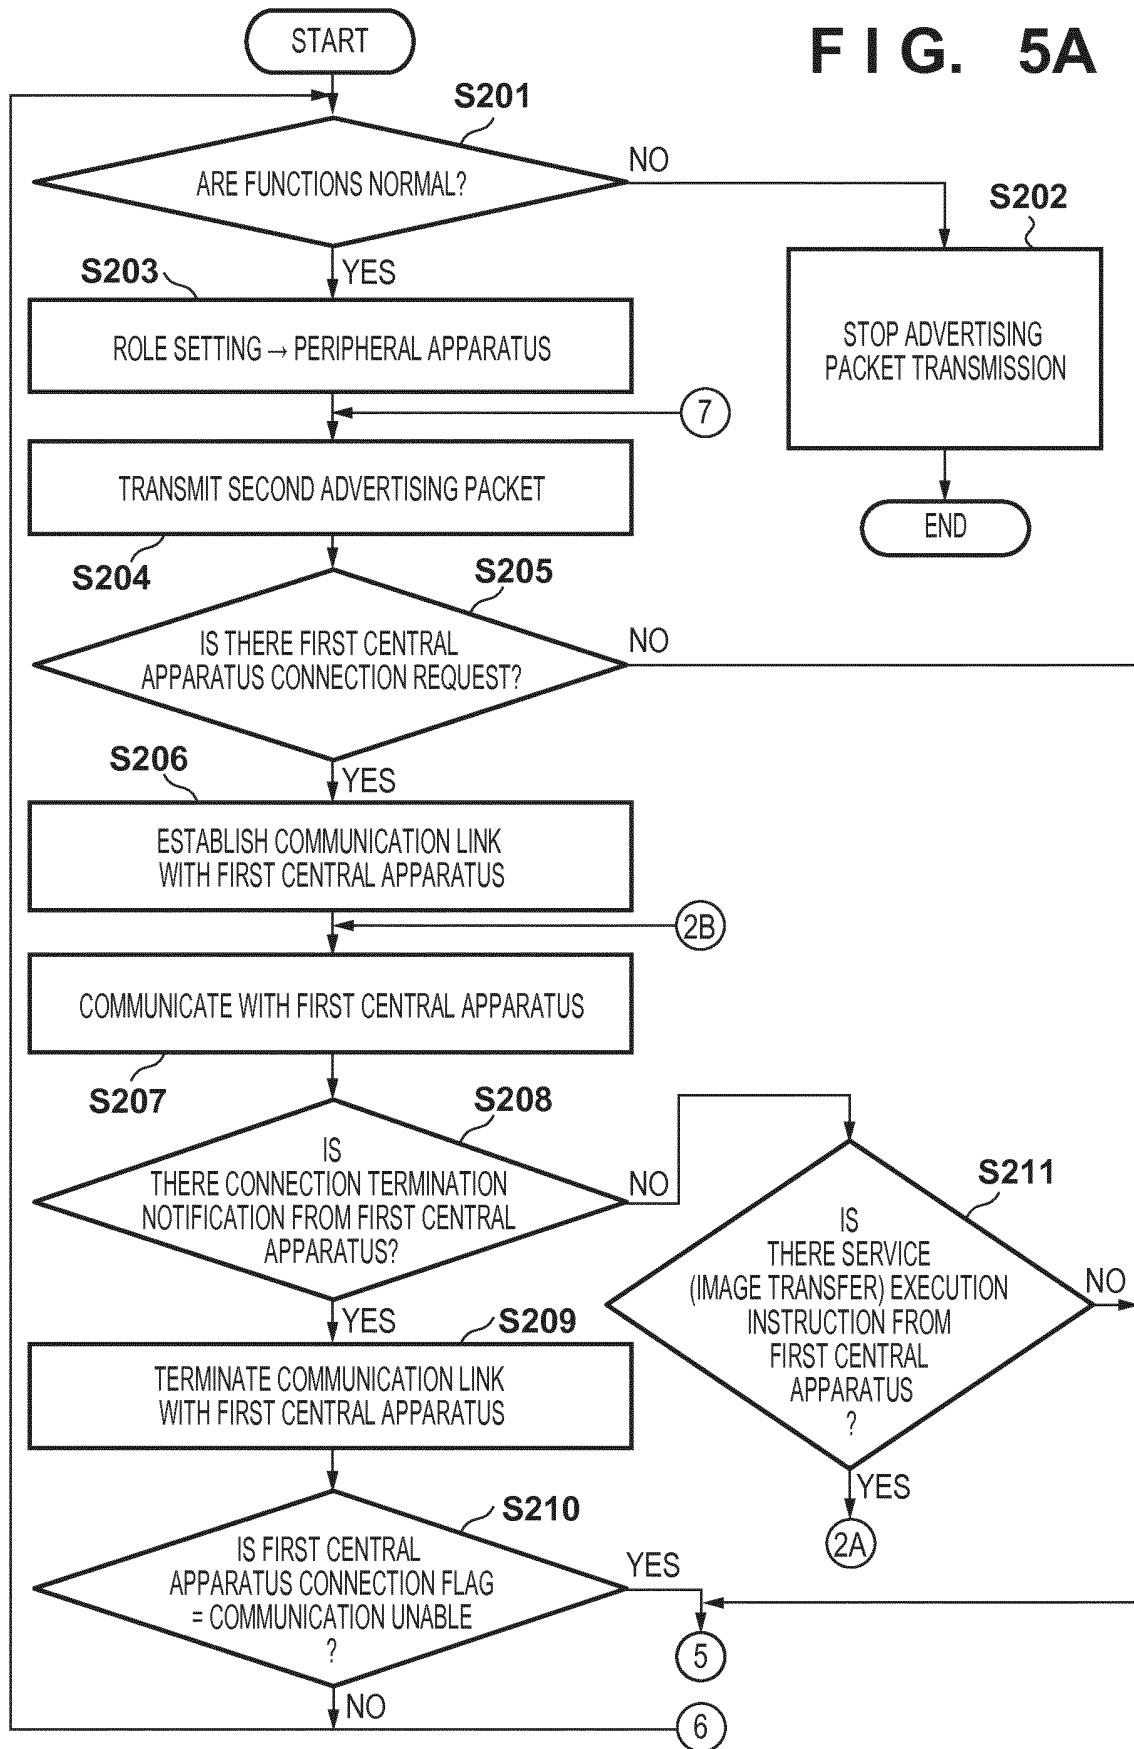 FIG. 5A
START
S201
ARE FUNCTIONS NORMAL?
NO
S202
STOP ADVERTISING
PACKET TRANSMISSION
END
YES
S203
ROLE SETTING → PERIPHERAL APPARATUS
7
TRANSMIT SECOND ADVERTISING PACKET
S204
S205
IS THERE FIRST CENTRAL
APPARATUS CONNECTION REQUEST?
NO
YES
S206
ESTABLISH COMMUNICATION LINK
WITH FIRST CENTRAL APPARATUS
2B
COMMUNICATE WITH FIRST CENTRAL APPARATUS
S207
S208
IS
THERE CONNECTION TERMINATION
NOTIFICATION FROM FIRST CENTRAL
APPARATUS?
NO
S211
IS
THERE SERVICE
(IMAGE TRANSFER) EXECUTION
INSTRUCTION FROM
FIRST CENTRAL
APPARATUS
?
NO
YES
2A
YES
S209
TERMINATE COMMUNICATION LINK
WITH FIRST CENTRAL APPARATUS
S210
IS FIRST CENTRAL
APPARATUS CONNECTION FLAG
= COMMUNICATION UNABLE
?
YES
5
NO
6